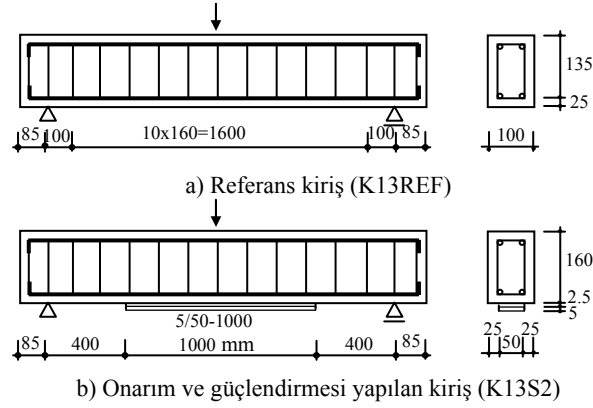 135
25
85 100 10x160=1600 100 85
100
a) Referans kiriş (K13REF)
160
2.5
5
5/50-1000
85 400 1000 mm 400 85
25 25
50
b) Onarım ve güçlendirmesi yapılan kiriş (K13S2)